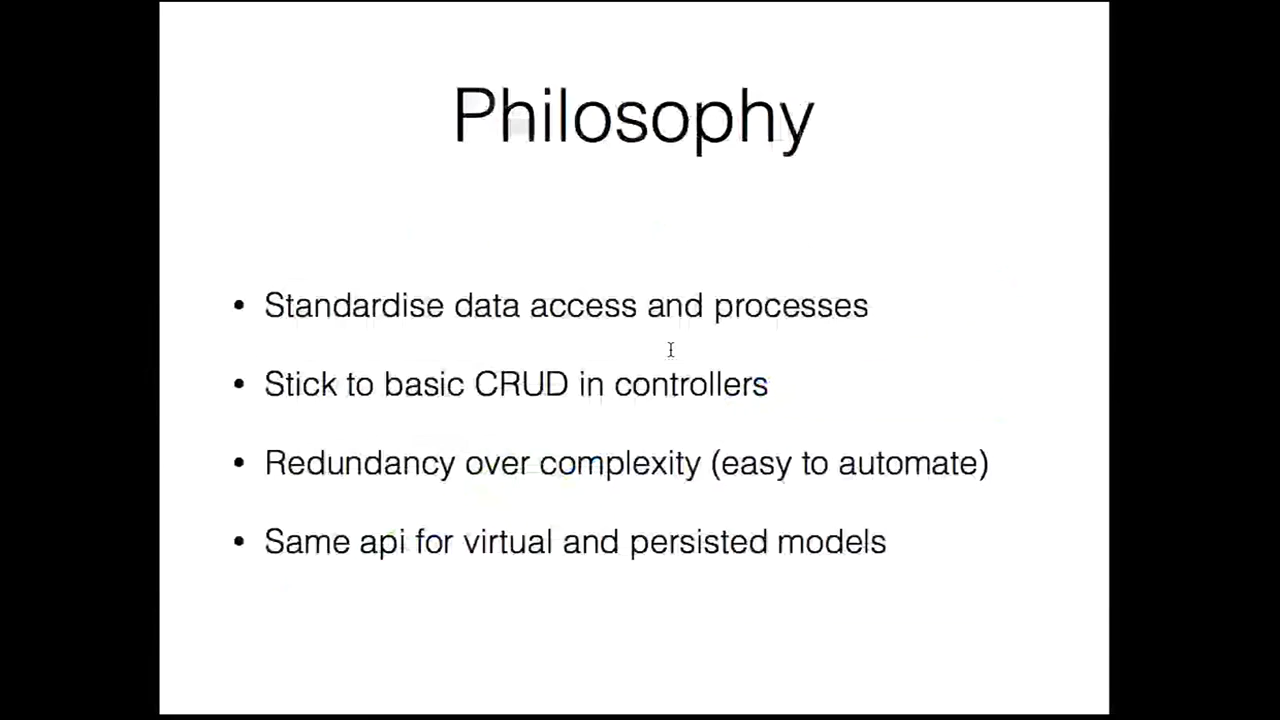 Philosophy
• Standardise data access and processes
• Stick to basic CRUD in controllers
• Redundancy over complexity (easy to automate)
• Same api for virtual and persisted models